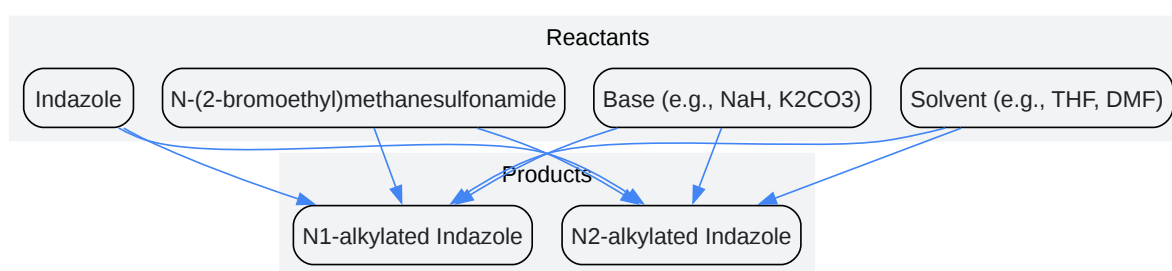 Reactants
Indazole
N-(2-bromoethyl)methanesulfonamide
Base (e.g., NaH, K2CO3)
Solvent (e.g., THF, DMF)
Products
N1-alkylated Indazole
N2-alkylated Indazole